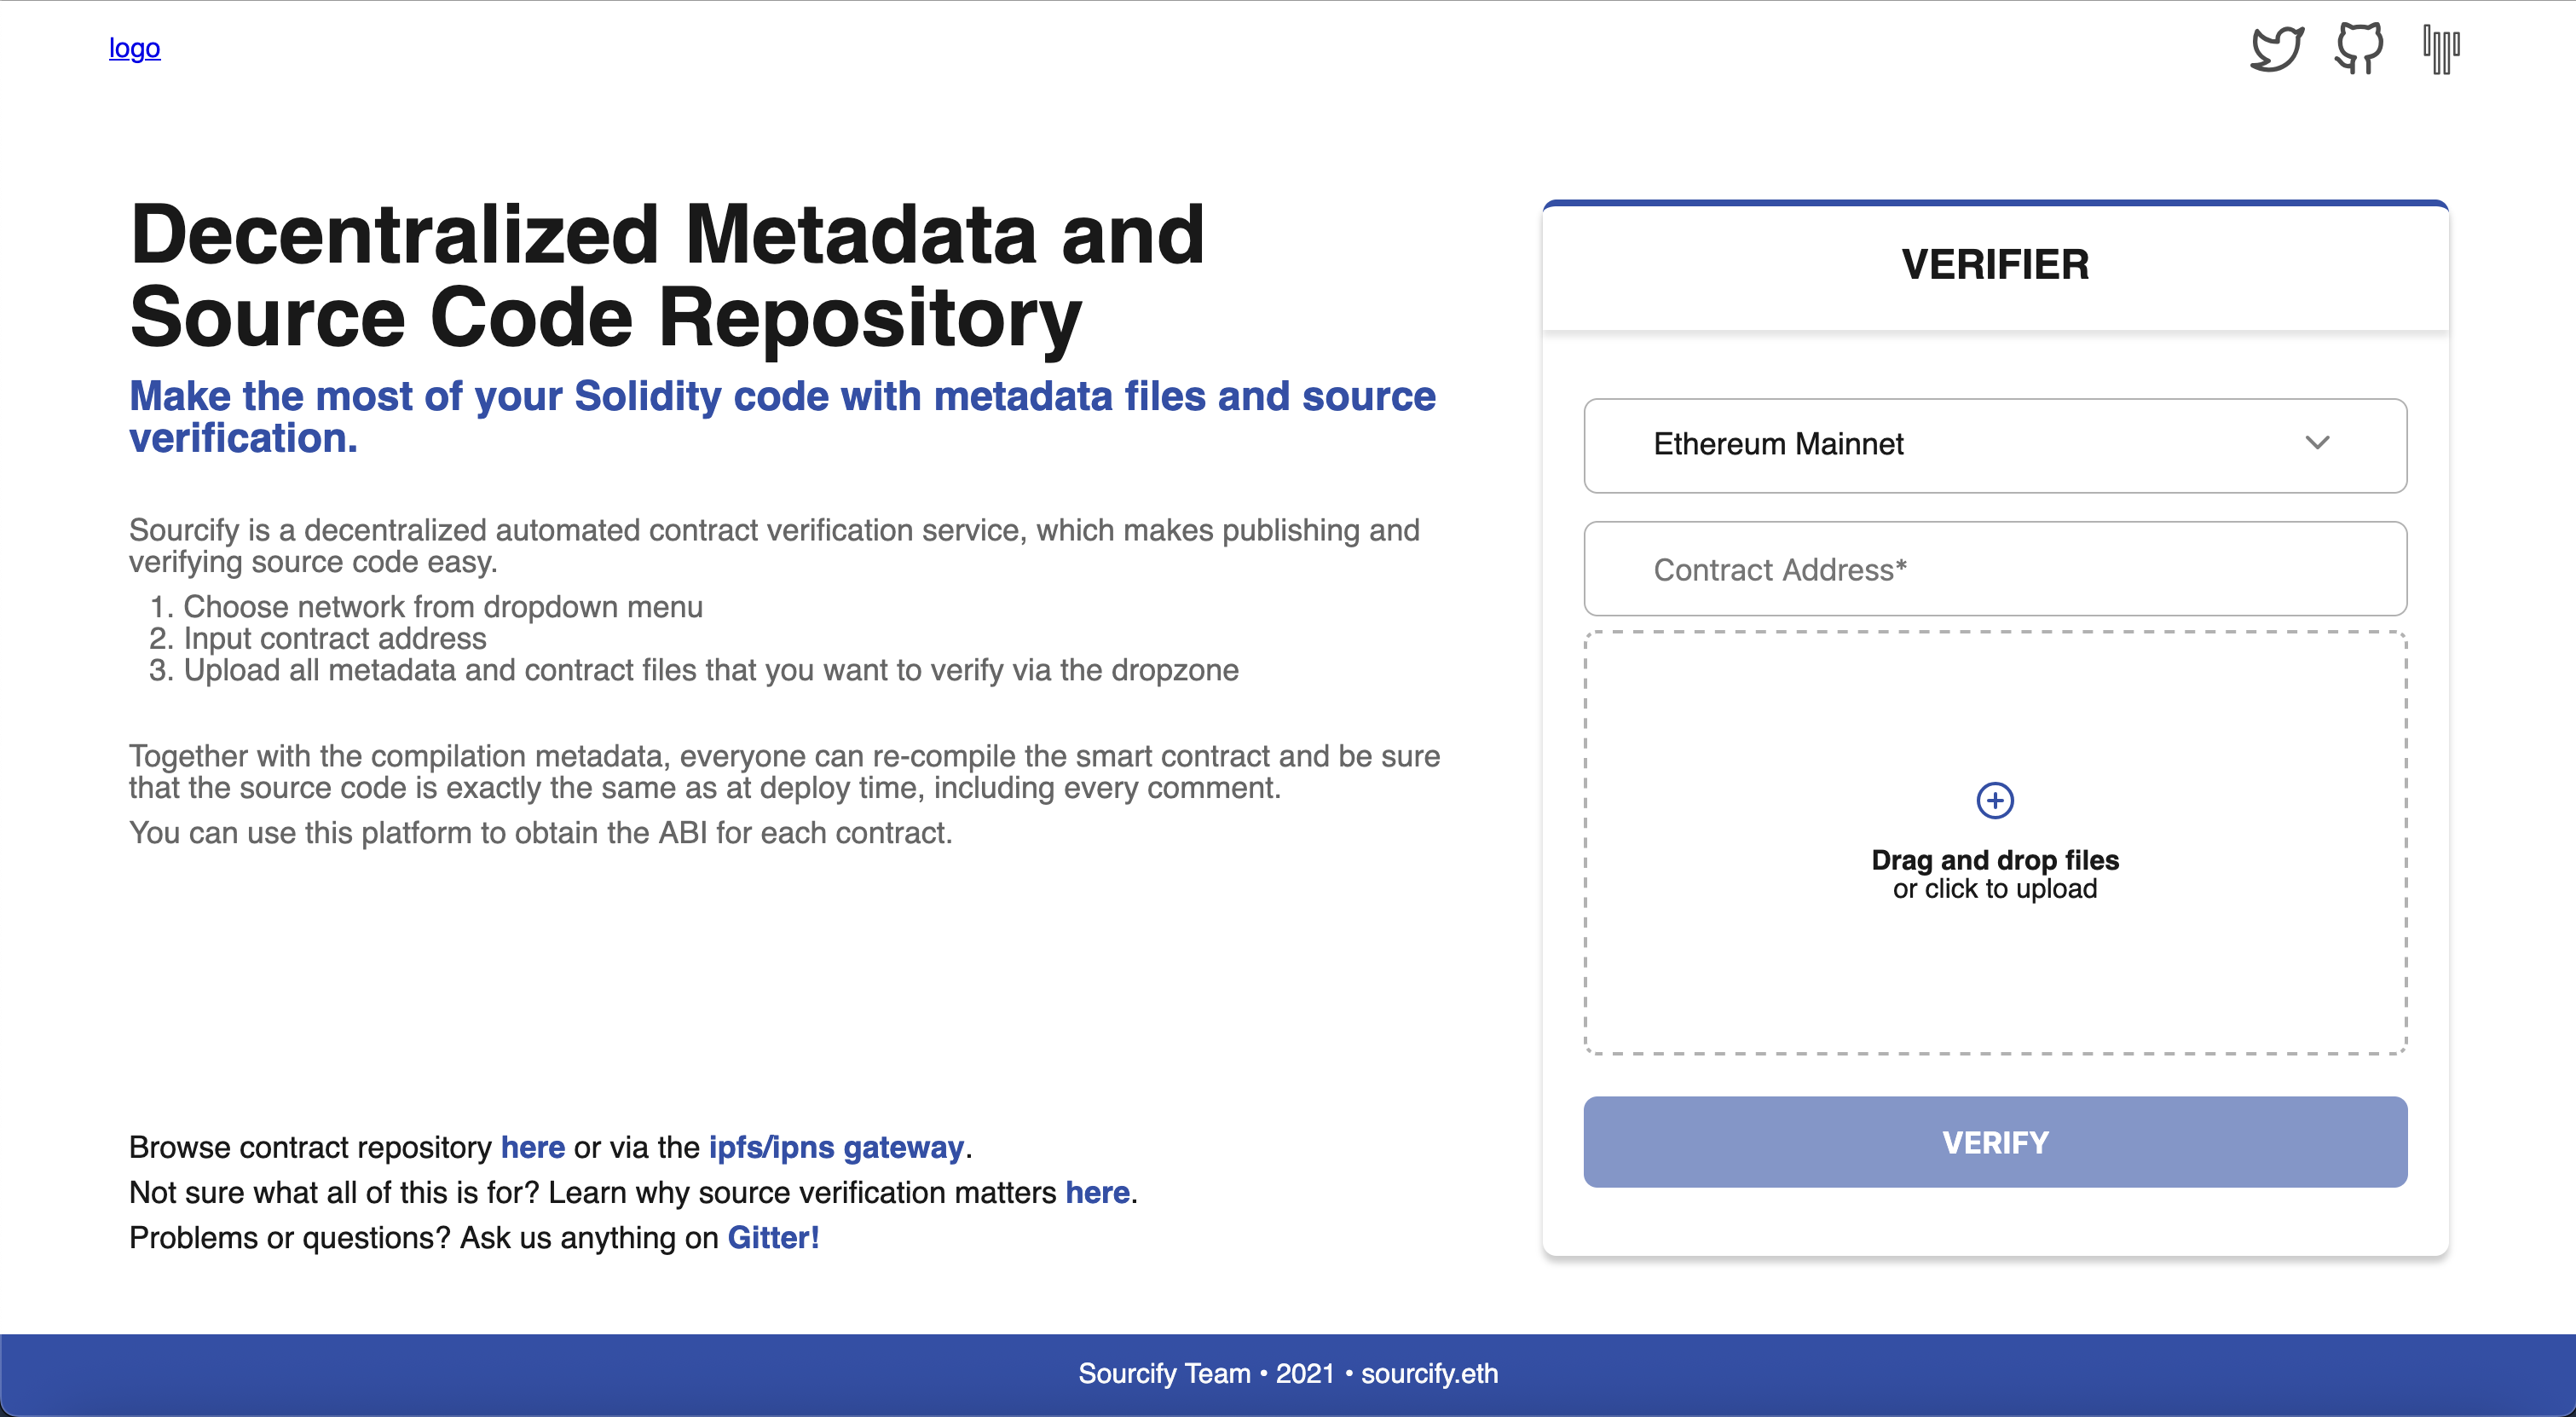 logo
Decentralized Metadata and
Source Code Repository
Make the most of your Solidity code with metadata files and source
verification.
Sourcify is a decentralized automated contract verification service, which makes publishing and
verifying source code easy.
1. Choose network from dropdown menu
2. Input contract address
3. Upload all metadata and contract files that you want to verify via the dropzone
Together with the compilation metadata, everyone can re-compile the smart contract and be sure
that the source code is exactly the same as at deploy time, including every comment.
You can use this platform to obtain the ABI for each contract.
Browse contract repository here or via the ipfs/ipns gateway.
Not sure what all of this is for? Learn why source verification matters here.
Problems or questions? Ask us anything on Gitter!
VERIFIER
Ethereum Mainnet
Contract Address*
Drag and drop files
or click to upload
VERIFY
Sourcify Team • 2021 • sourcify.eth